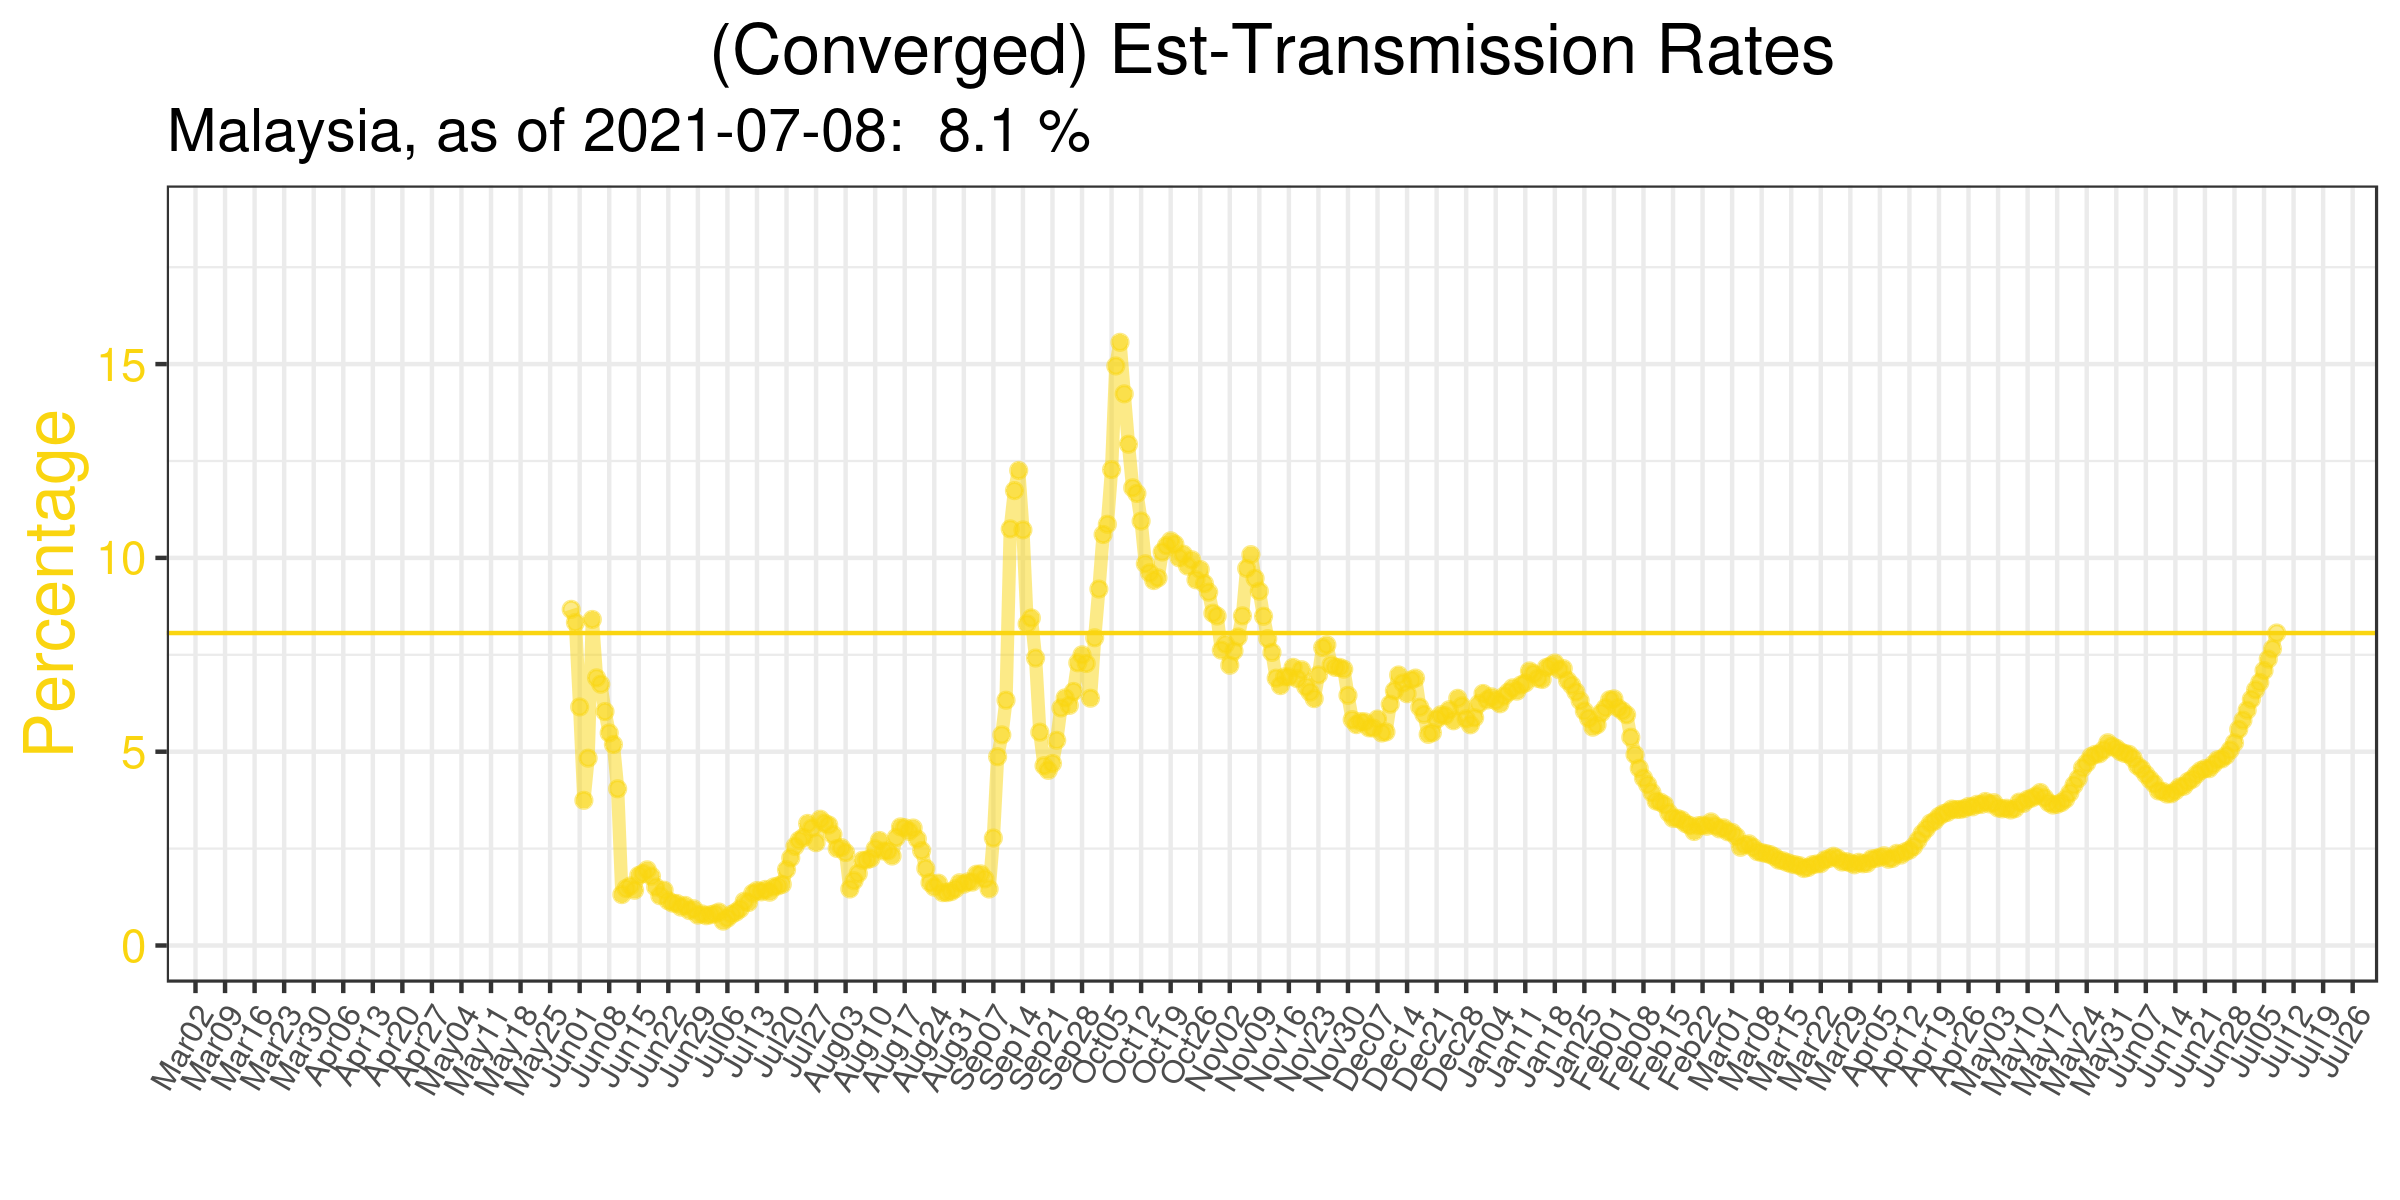 (Converged) Est-Transmission Rates
Malaysia, as of 2021-07-08:  8.1 %
Percentage
15
10
5
0
Mar02
Mar09
Mar16
Mar23
Mar30
Apr06
Apr13
Apr20
Apr27
May04
May11
May18
May25
Jun01
Jun08
Jun15
Jun22
Jun29
Jul06
Jul13
Jul20
Jul27
Aug03
Aug10
Aug17
Aug24
Aug31
Sep07
Sep14
Sep21
Sep28
Oct05
Oct12
Oct19
Oct26
Nov02
Nov09
Nov16
Nov23
Nov30
Dec07
Dec14
Dec21
Dec28
Jan04
Jan11
Jan18
Jan25
Feb01
Feb08
Feb15
Feb22
Mar01
Mar08
Mar15
Mar22
Mar29
Apr05
Apr12
Apr19
Apr26
May03
May10
May17
May24
May31
Jun07
Jun14
Jun21
Jun28
Jul05
Jul12
Jul19
Jul26